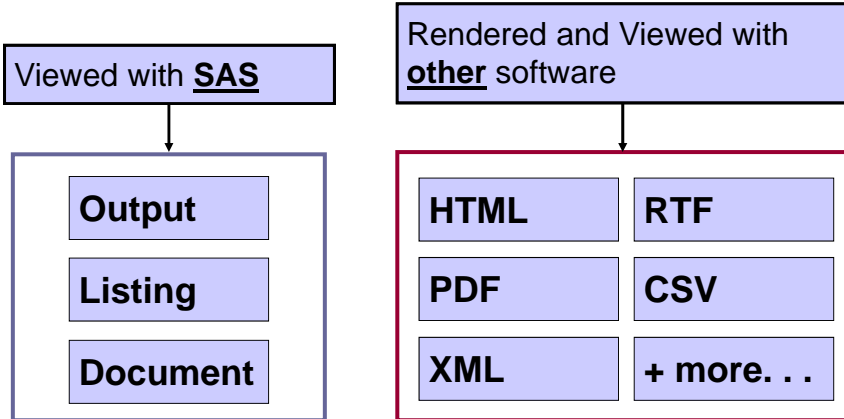 Viewed with SAS
Rendered and Viewed with
other software
Output
Listing
Document
HTML
RTF
PDF
CSV
XML
+ more. . .